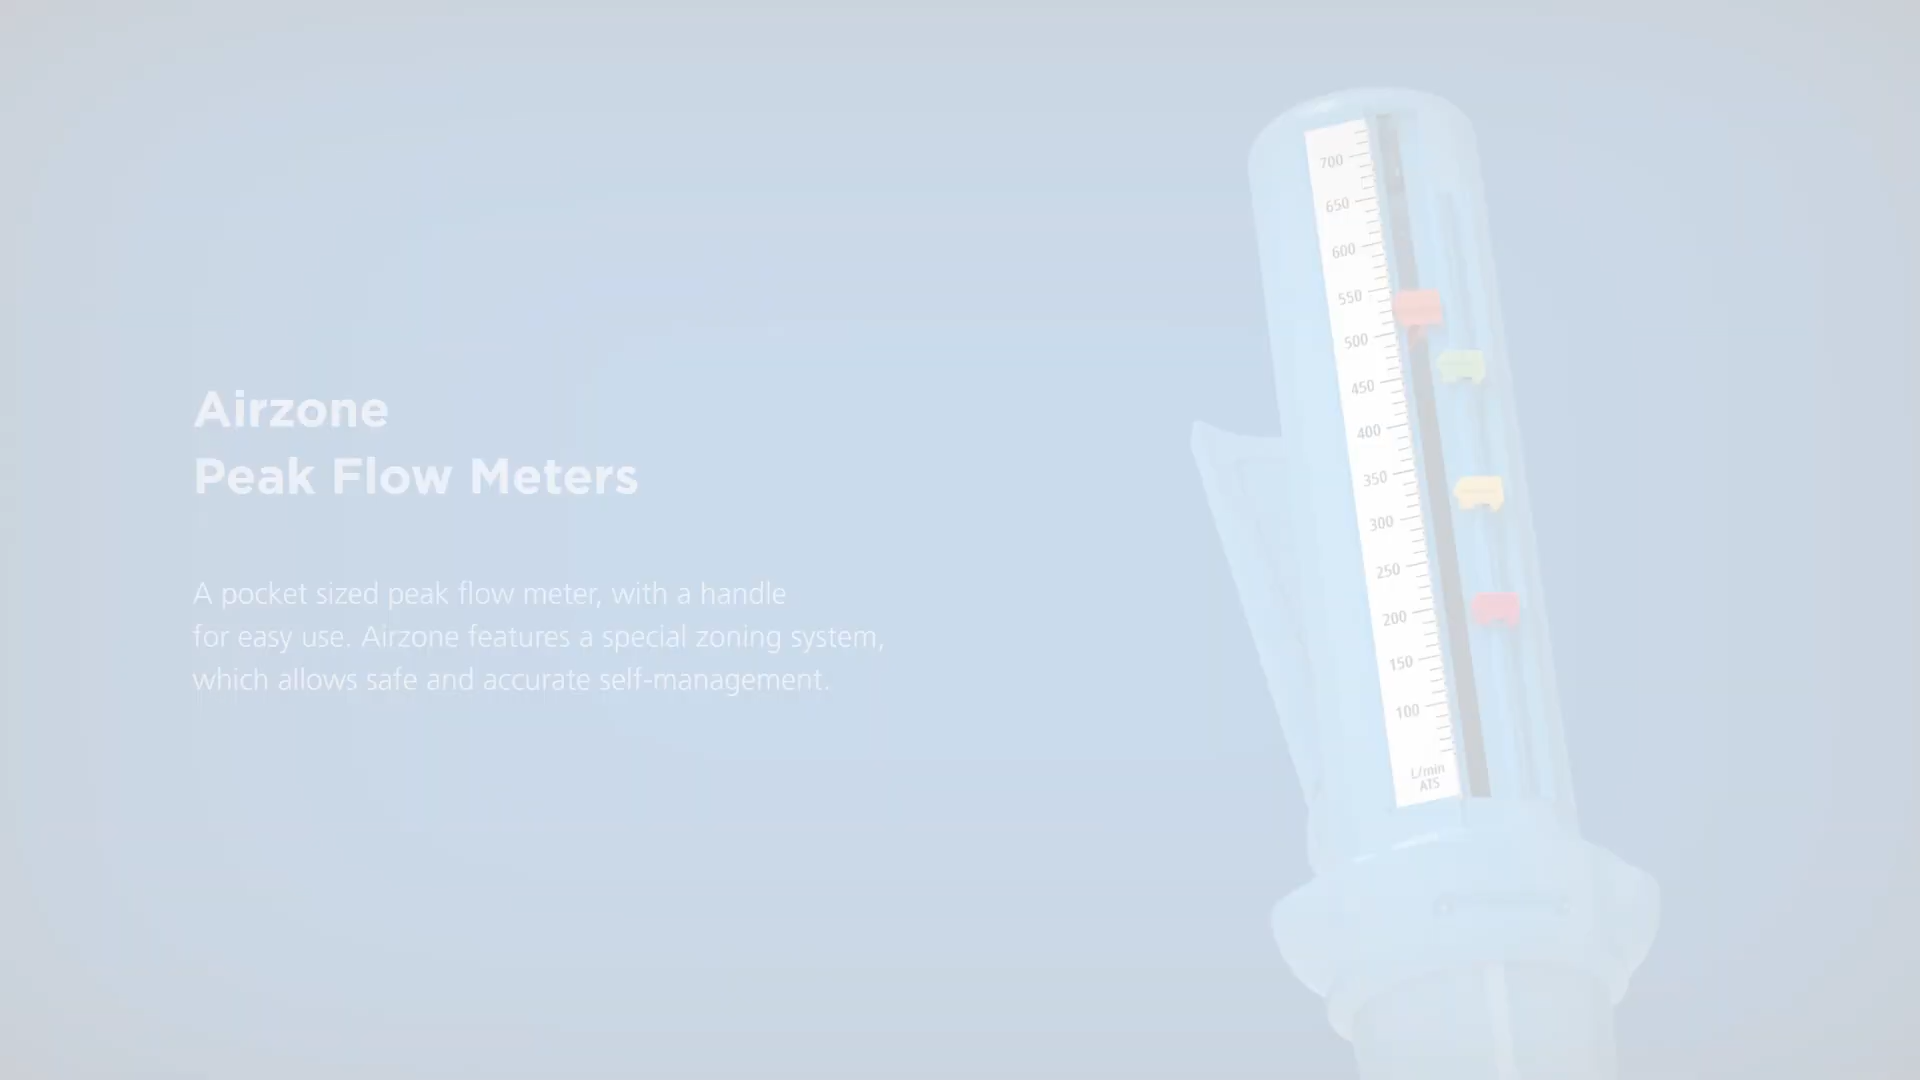 Airzone
Peak Flow Meters
A pocket sized peak flow meter, with a handle
for easy use. Airzone features a special zoning system,
which allows safe and accurate self-management.
700
650
600
550
500
450
400
350
300
250
200
150
100
L/min
ATS